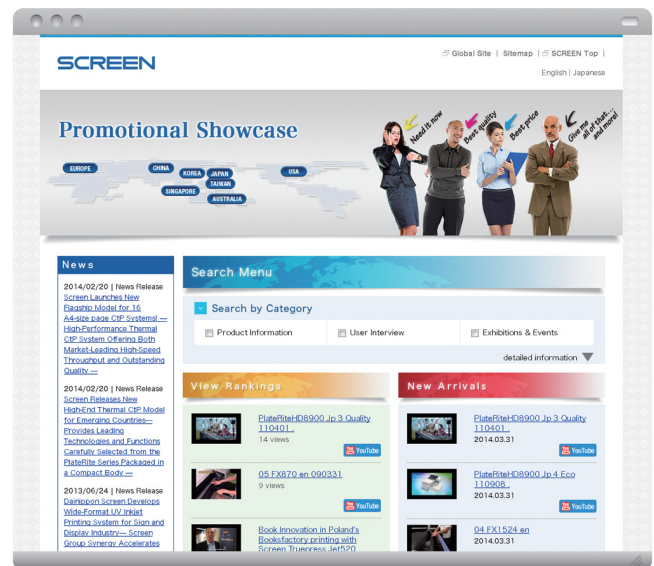 SCREEN
Global Site | Sitemap | SCREEN Top |
English | Japanese
Promotional Showcase
EUROPE
CHINA
KOREA
JAPAN
USA
TAIWAN
SINGAPORE
AUSTRALIA
Need it now
Best quality
Best price
Give me
all of that...
and more!
News
2014/02/20 | News Release
Screen Launches New
Flagship Model for 16
A4-size page CtP Systems! —
High-Performance Thermal
CtP System Offering Both
Market-Leading High-Speed
Throughput and Outstanding
Quality —
2014/02/20 | News Release
Screen Releases New
High-End Thermal CtP Model
for Emerging Countries—
Provides Leading
Technologies and Functions
Carefully Selected from the
PlateRite Series Packaged in
a Compact Body —
2013/06/24 | News Release
Dainippon Screen Develops
Wide-Format UV Inkjet
Printing System for Sign and
Display Industry— Screen
Group Synergy Accelerates
Search Menu
Search by Category
Product Information
User Interview
Exhibitions & Events
detailed information
View Rankings
PlateRiteHD8900 Jp 3 Quality
110401 .
14 views
YouTube
05 FX870 en 090331
9 views
YouTube
Book Innovation in Poland's
Booksfactory printing with
Screen Truepress Jet520
New Arrivals
PlateRiteHD8900 Jp 3 Quality
110401 .
2014.03.31
YouTube
PlateRiteHD8900 Jp 4 Eco
110908 .
2014.03.31
YouTube
04 FX1524 en
2014.03.31